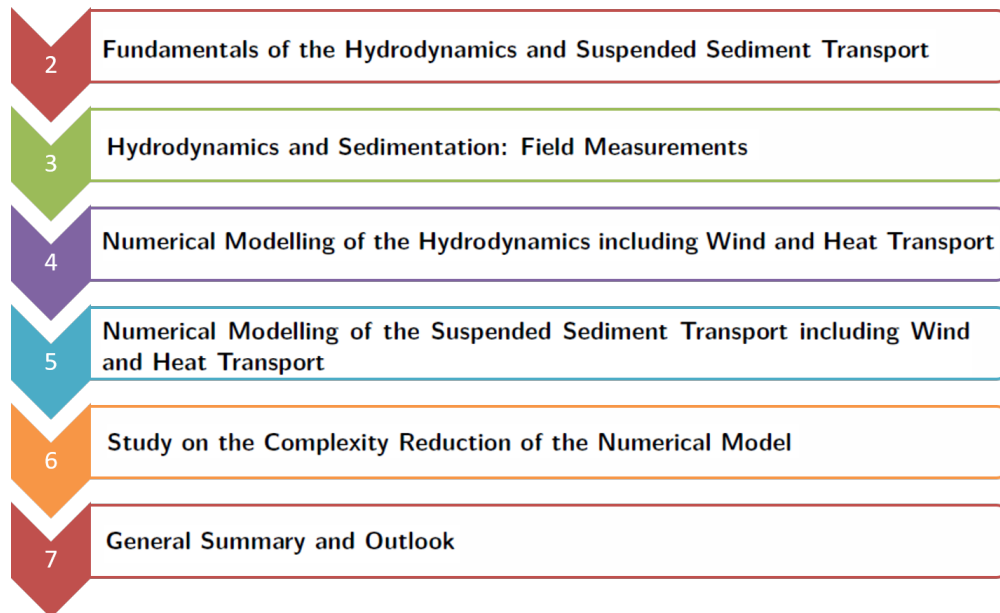 2
Fundamentals of the Hydrodynamics and Suspended Sediment Transport
3
Hydrodynamics and Sedimentation: Field Measurements
4
Numerical Modelling of the Hydrodynamics including Wind and Heat Transport
5
Numerical Modelling of the Suspended Sediment Transport including Wind
and Heat Transport
6
Study on the Complexity Reduction of the Numerical Model
7
General Summary and Outlook